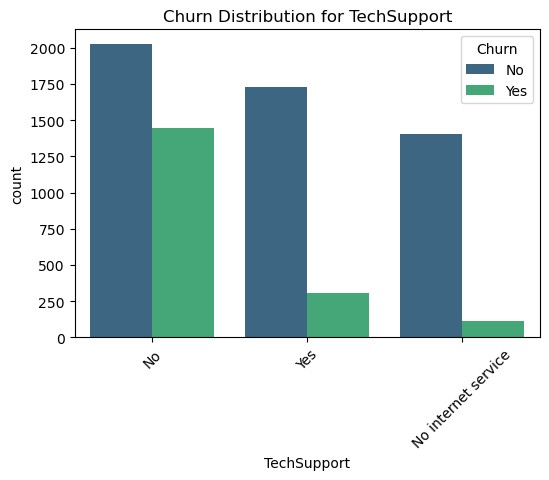 Churn Distribution for TechSupport
Churn
No
Yes
2000
1750
1500
1250
1000
750
500
250
0
count
No
Yes
No internet service
TechSupport